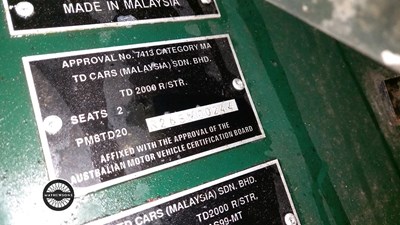 MADE IN MALAYSIA
APPROVAL No. 7413 CATEGORY MA
TD CARS (MALAYSIA) SDN. BHD.
TD 2000 R/STR.
SEATS 2
PM8TD20.
AFFIXED WITH THE APPROVAL OF THE
AUSTRALIAN MOTOR VEHICLE CERTIFICATION BOARD
TD CARS (MALAYSIA) SDN. BHD.
TD2000 R/STR.